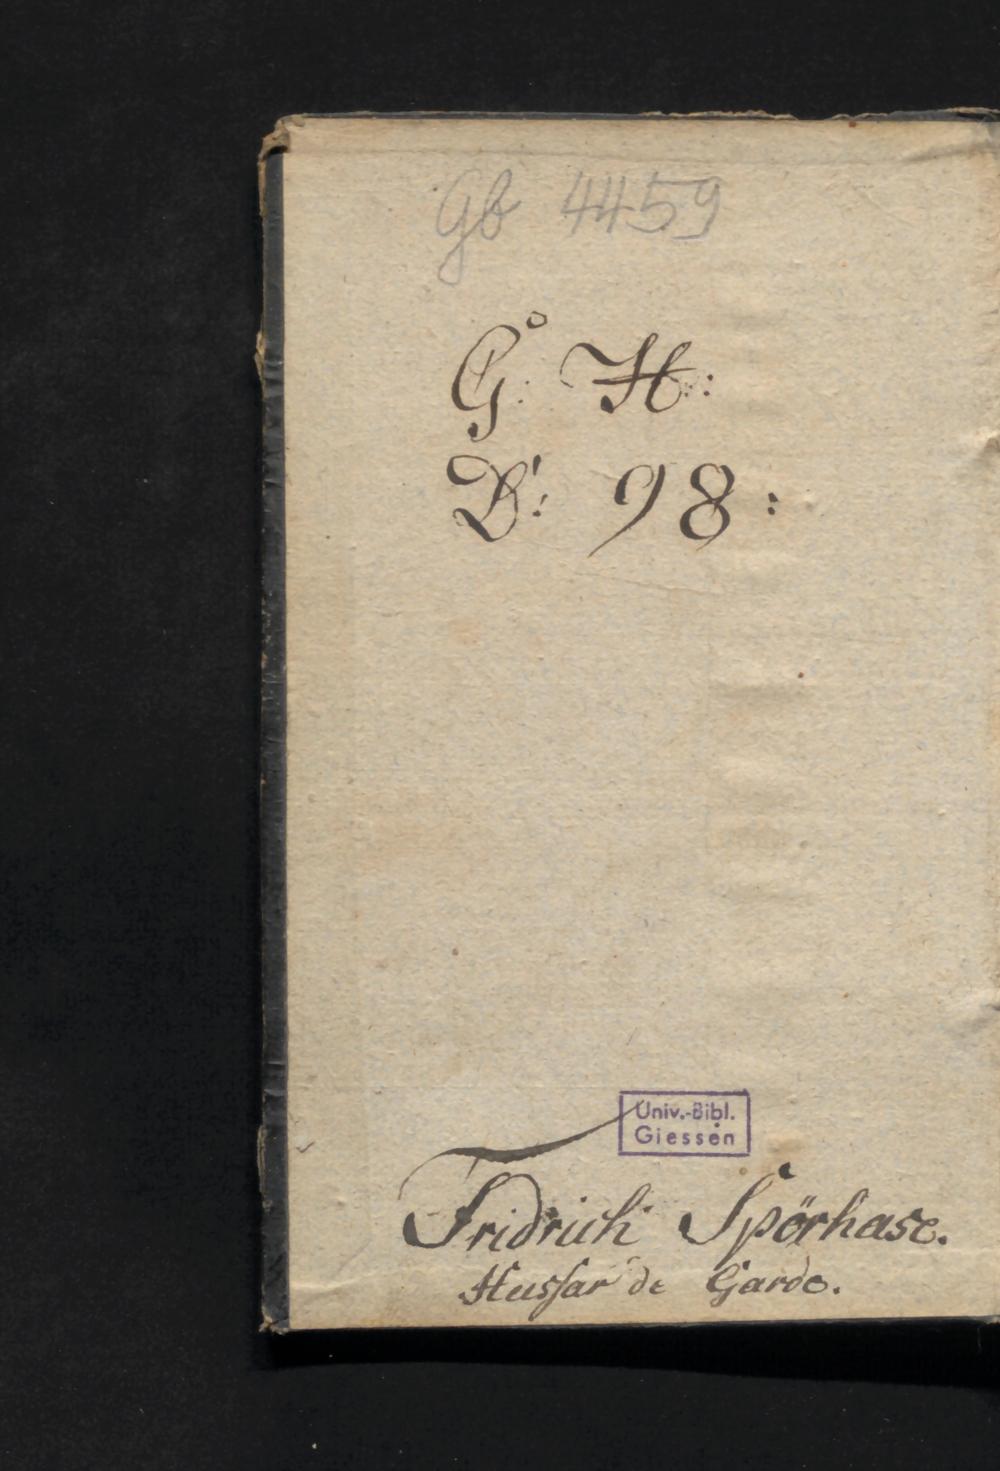 Gb 4459
G.° H:
B: 98:
Univ.-Bibl.
Giessen
Fridrich Spörhase.
Hussar de Garde.